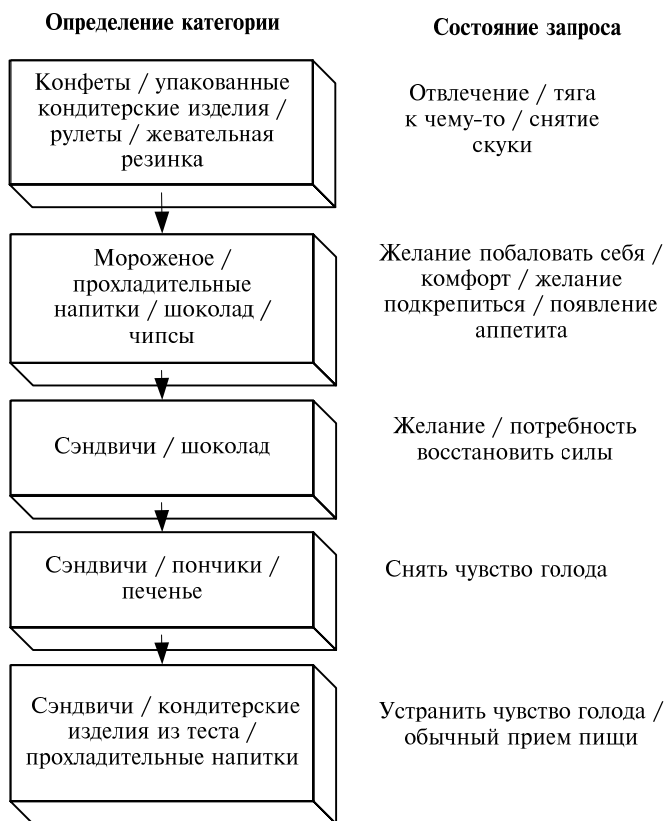 Определение категории
Состояние запроса
Конфеты / упакованные
кондитерские изделия /
рулеты / жевательная
резинка
Отвлечение / тяга
к чему-то / снятие
скуки
Мороженое /
прохладительные
напитки / шоколад /
чипсы
Желание побаловать себя /
комфорт / желание
подкрепиться / появление
аппетита
Сэндвичи / шоколад
Желание / потребность
восстановить силы
Сэндвичи / пончики /
печенье
Снять чувство голода
Сэндвичи / кондитерские
изделия из теста /
прохладительные напитки
Устранить чувство голода /
обычный прием пищи